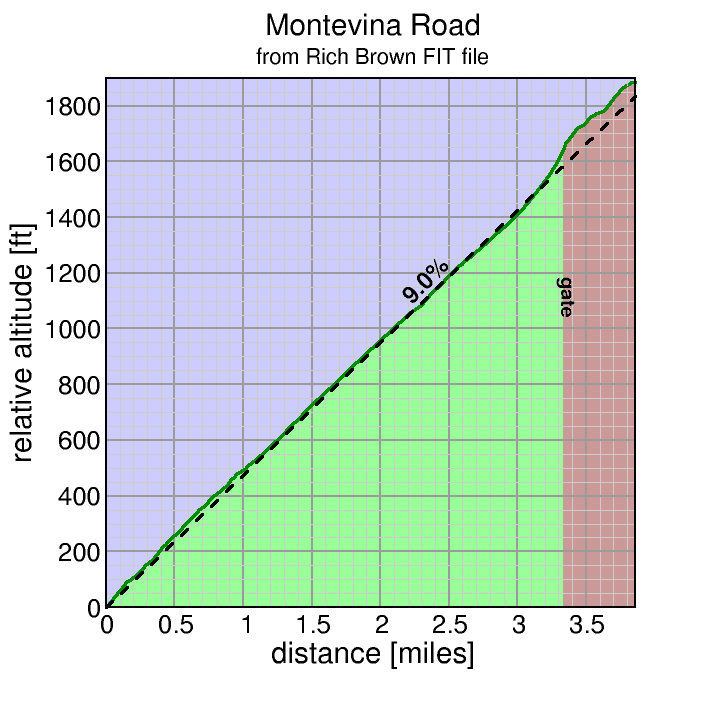 Montevina Road
from Rich Brown FIT file
relative altitude [ft]
1800
1600
1400
1200
1000
800
600
400
200
0
9.0%
gate
0 0.5 1 1.5 2 2.5 3 3.5
distance [miles]